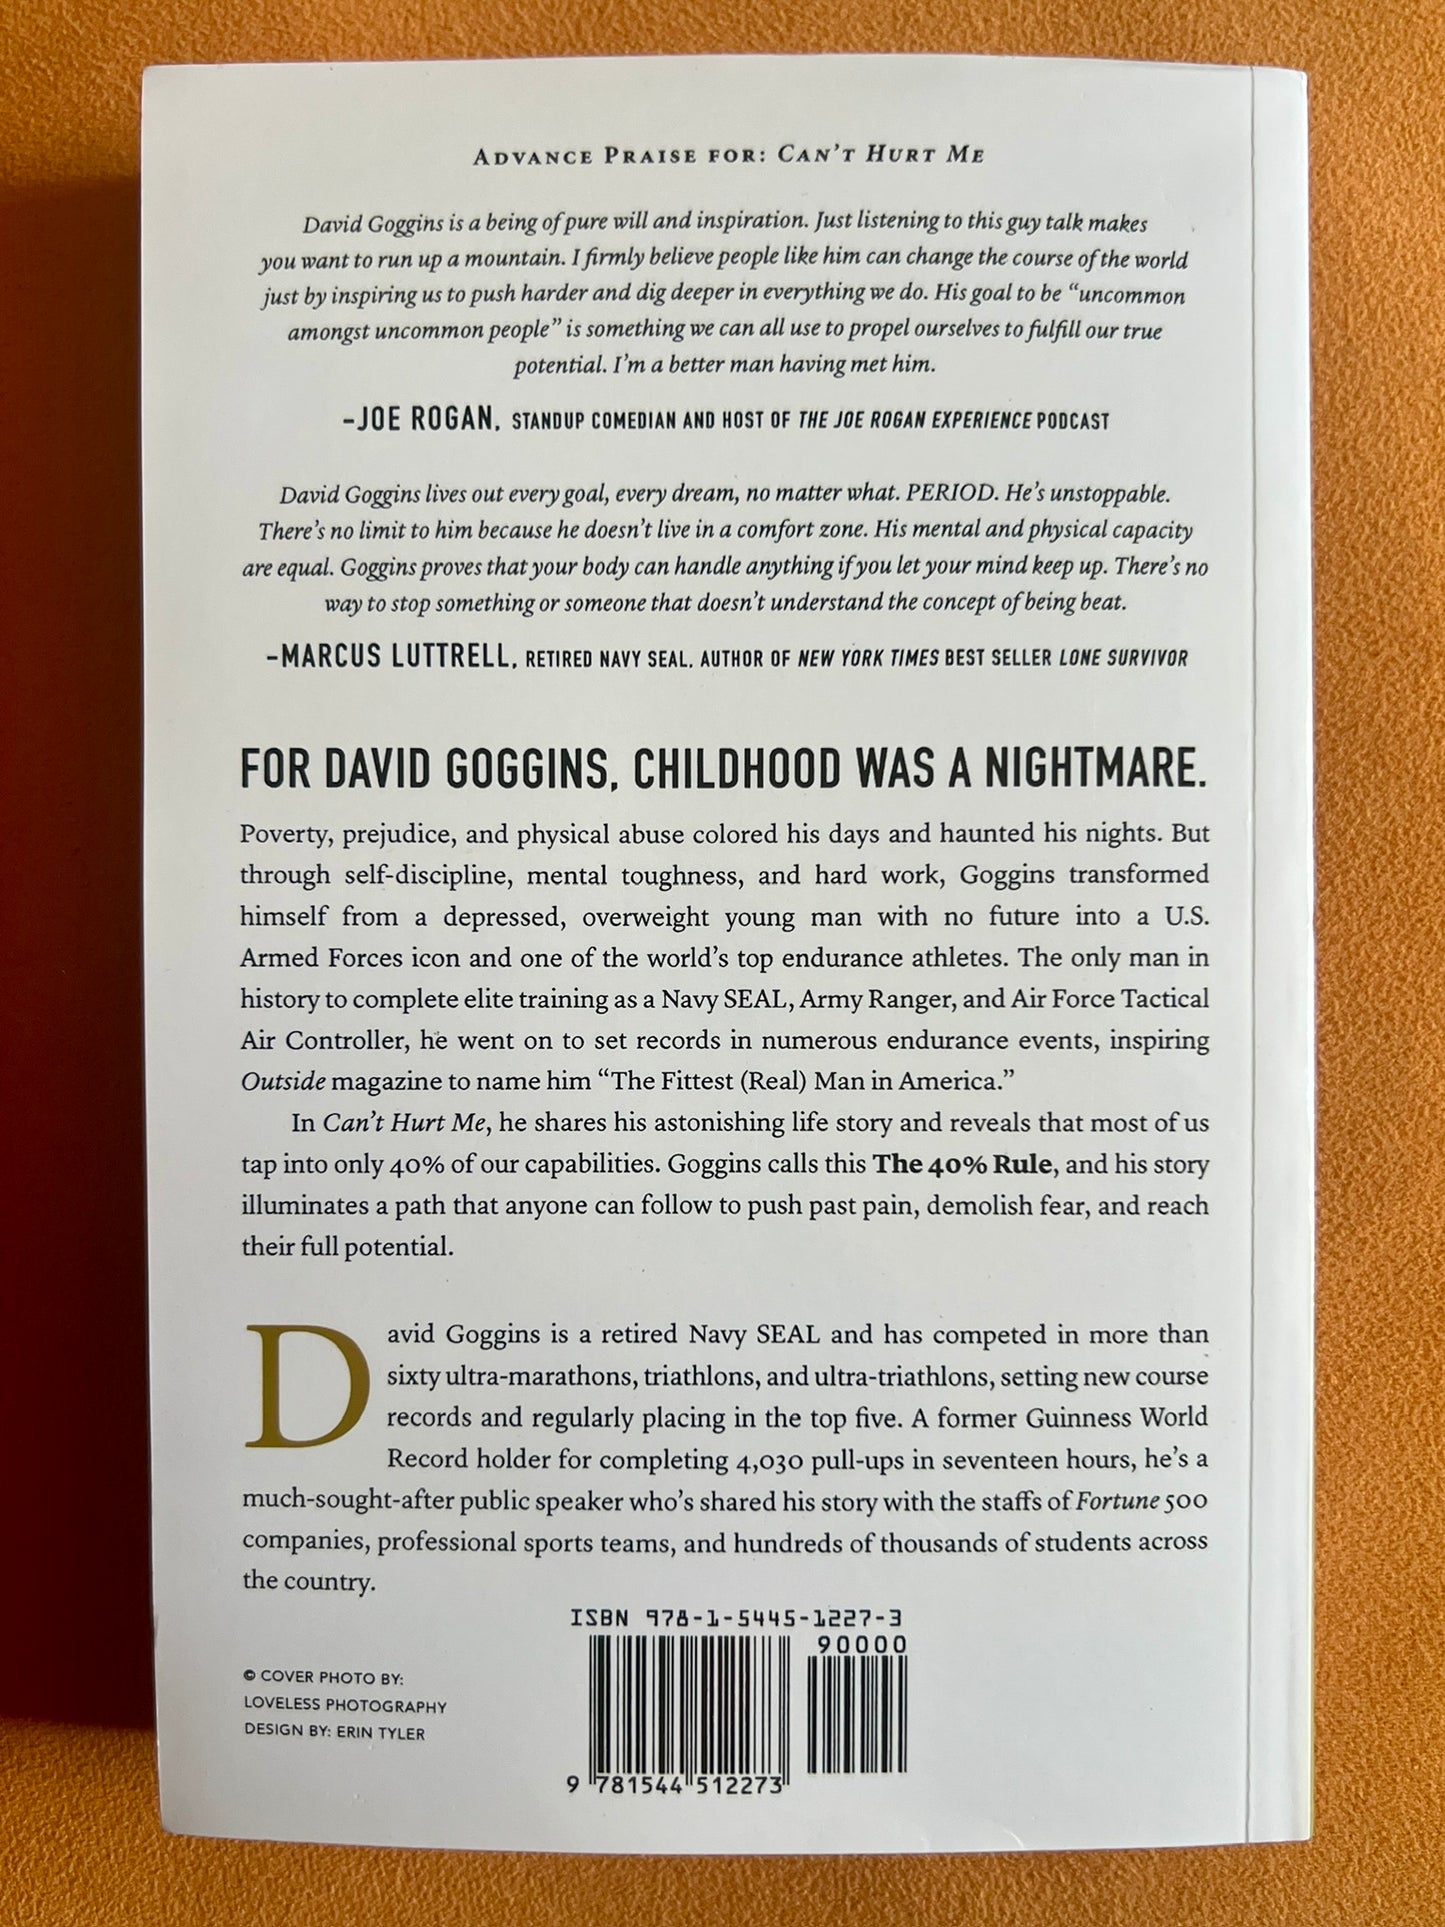 ADVANCE PRAISE FOR: CAN'T HURT ME
David Goggins is a being of pure will and inspiration. Just listening to this guy talk makes
you want to run up a mountain. I firmly believe people like him can change the course of the world
just by inspiring us to push harder and dig deeper in everything we do. His goal to be “uncommon
amongst uncommon people” is something we can all use to propel ourselves to fulfill our true
potential. I’m a better man having met him.
–JOE ROGAN, STANDUP COMEDIAN AND HOST OF THE JOE ROGAN EXPERIENCE PODCAST
David Goggins lives out every goal, every dream, no matter what. PERIOD. He’s unstoppable.
There’s no limit to him because he doesn’t live in a comfort zone. His mental and physical capacity
are equal. Goggins proves that your body can handle anything if you let your mind keep up. There’s no
way to stop something or someone that doesn’t understand the concept of being beat.
–MARCUS LUTTRELL, RETIRED NAVY SEAL, AUTHOR OF NEW YORK TIMES BEST SELLER LONE SURVIVOR
FOR DAVID GOGGINS, CHILDHOOD WAS A NIGHTMARE.
Poverty, prejudice, and physical abuse colored his days and haunted his nights. But
through self-discipline, mental toughness, and hard work, Goggins transformed
himself from a depressed, overweight young man with no future into a U.S.
Armed Forces icon and one of the world’s top endurance athletes. The only man in
history to complete elite training as a Navy SEAL, Army Ranger, and Air Force Tactical
Air Controller, he went on to set records in numerous endurance events, inspiring
Outside magazine to name him “The Fittest (Real) Man in America.”
In Can’t Hurt Me, he shares his astonishing life story and reveals that most of us
tap into only 40% of our capabilities. Goggins calls this The 40% Rule, and his story
illuminates a path that anyone can follow to push past pain, demolish fear, and reach
their full potential.
David Goggins is a retired Navy SEAL and has competed in more than
sixty ultra-marathons, triathlons, and ultra-triathlons, setting new course
records and regularly placing in the top five. A former Guinness World
Record holder for completing 4,030 pull-ups in seventeen hours, he’s a
much-sought-after public speaker who’s shared his story with the staffs of Fortune 500
companies, professional sports teams, and hundreds of thousands of students across
the country.
ISBN 978-1-5445-1227-3
90000
© COVER PHOTO BY:
LOVELESS PHOTOGRAPHY
DESIGN BY: ERIN TYLER
9 781544 512273